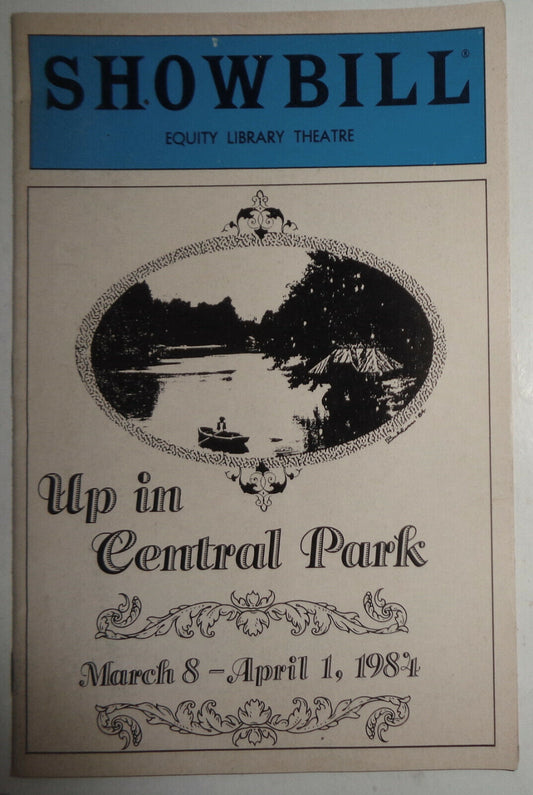 SHOWBILL®
EQUITY LIBRARY THEATRE
Up in
Central Park
March 8 – April 1, 1984